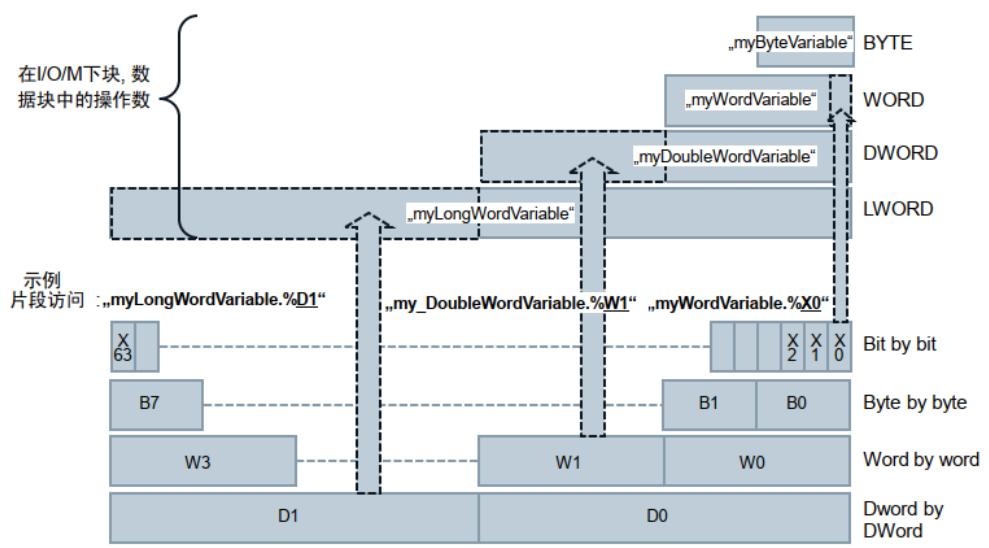 „myByteVariable“ BYTE
在I/O/M下块, 数
据块中的操作数
„myWordVariable“ WORD
„myDoubleWordVariable“ DWORD
„myLongWordVariable“ LWORD
示例
片段访问 :„myLongWordVariable.%D1“ „my_DoubleWordVariable.%W1“ „myWordVariable.%X0“
X
63
X
2
X
1
X
0
Bit by bit
B7 B1 B0 Byte by byte
W3 W1 W0 Word by word
D1 D0 Dword by
DWord